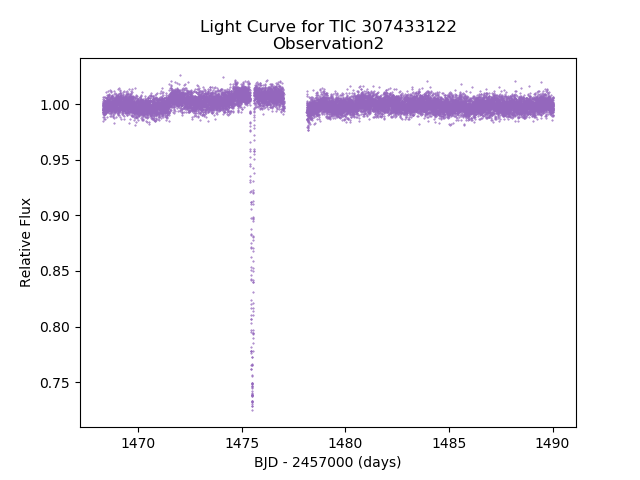 Light Curve for TIC 307433122
Observation2
1.00
0.95
0.90
0.85
0.80
0.75
Relative Flux
1470
1475
1480
1485
1490
BJD - 2457000 (days)